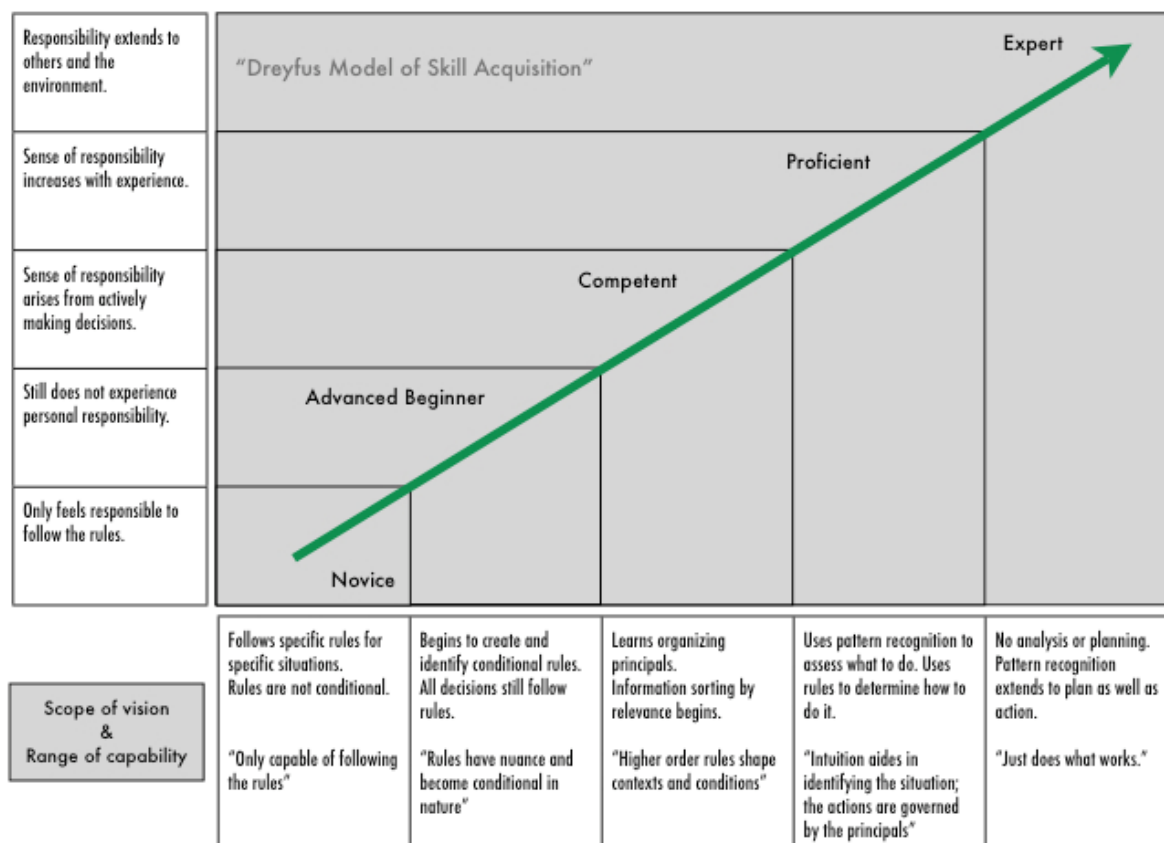 Responsibility extends to
others and the
environment.
"Dreyfus Model of Skill Acquisition"
Expert
Sense of responsibility
increases with experience.
Proficient
Sense of responsibility
arises from actively
making decisions.
Competent
Still does not experience
personal responsibility.
Advanced Beginner
Only feels responsible to
follow the rules.
Novice
Scope of vision
&
Range of capability
Follows specific rules for
specific situations.
Rules are not conditional.
"Only capable of following
the rules"
Begins to create and
identify conditional rules.
All decisions still follow
rules.
"Rules have nuance and
become conditional in
nature"
Learns organizing
principals.
Information sorting by
relevance begins.
"Higher order rules shape
contexts and conditions"
Uses pattern recognition to
assess what to do. Uses
rules to determine how to
do it.
"Intuition aides in
identifying the situation;
the actions are governed
by the principals"
No analysis or planning.
Pattern recognition
extends to plan as well as
action.
"Just does what works."